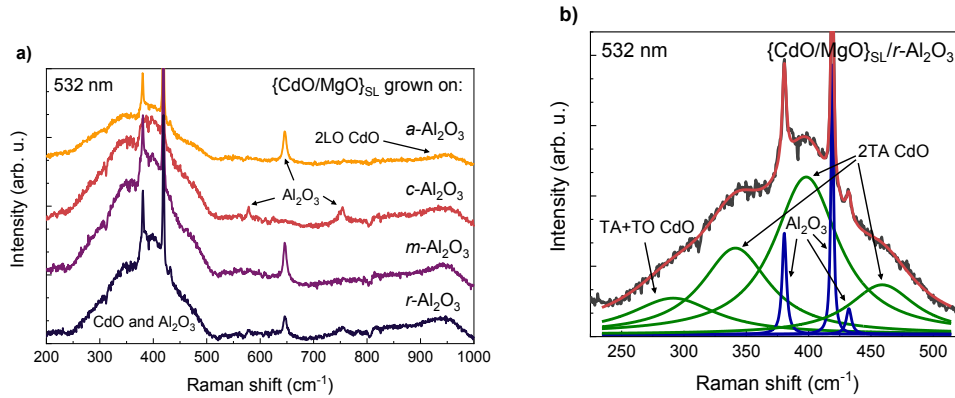 a)
532 nm
{CdO/MgO}SL grown on:
2LO CdO
a-Al2O3
c-Al2O3
Al2O3
m-Al2O3
r-Al2O3
CdO and Al2O3
Intensity (arb. u.)
200 300 400 500 600 700 800 900 1000
Raman shift (cm-1)
b)
532 nm
{CdO/MgO}SL/r-Al2O3
2TA CdO
Al2O3
TA+TO CdO
Intensity (arb. u.)
250 300 350 400 450 500
Raman shift (cm-1)